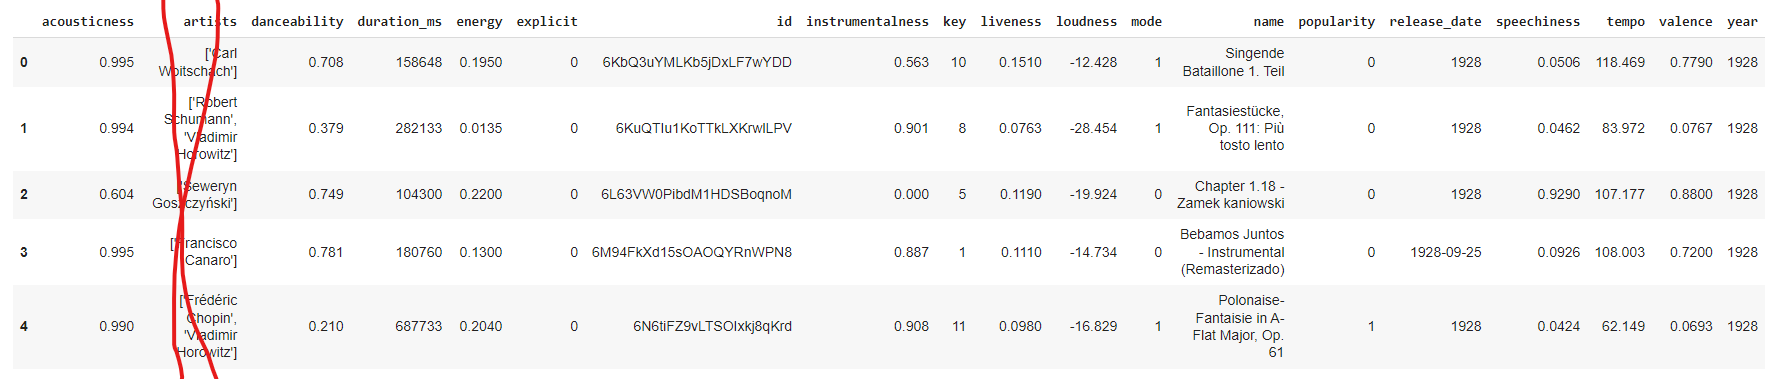 acousticness artists danceability duration_ms energy explicit id instrumentalness key liveness loudness mode name popularity release_date speechiness tempo valence year
0 0.995 ['Carl Woitschach'] 0.708 158648 0.1950 0 6KbQ3uYMLKb5jDxLF7wYDD 0.563 10 0.1510 -12.428 1 Singende Bataillone 1. Teil 0 1928 0.0506 118.469 0.7790 1928
1 0.994 ['Robert Schumann', 'Vladimir Horowitz'] 0.379 282133 0.0135 0 6KuQTIu1KoTTkLXKrwlLPV 0.901 8 0.0763 -28.454 1 Fantasiestücke, Op. 111: Più tosto lento 0 1928 0.0462 83.972 0.0767 1928
2 0.604 ['Seweryn Goszczyński'] 0.749 104300 0.2200 0 6L63VW0PibdM1HDSBoqnoM 0.000 5 0.1190 -19.924 0 Chapter 1.18 - Zamek kaniowski 0 1928 0.9290 107.177 0.8800 1928
3 0.995 ['Francisco Canaro'] 0.781 180760 0.1300 0 6M94FkXd15sOAOQYRnWPN8 0.887 1 0.1110 -14.734 0 Bebamos Juntos - Instrumental (Remasterizado) 0 1928-09-25 0.0926 108.003 0.7200 1928
4 0.990 ['Frédéric Chopin', 'Vladimir Horowitz'] 0.210 687733 0.2040 0 6N6tiFZ9vLTSOIxkj8qKrd 0.908 11 0.0980 -16.829 1 Polonaise-Fantaisie in A-Flat Major, Op. 61 1 1928 0.0424 62.149 0.0693 1928